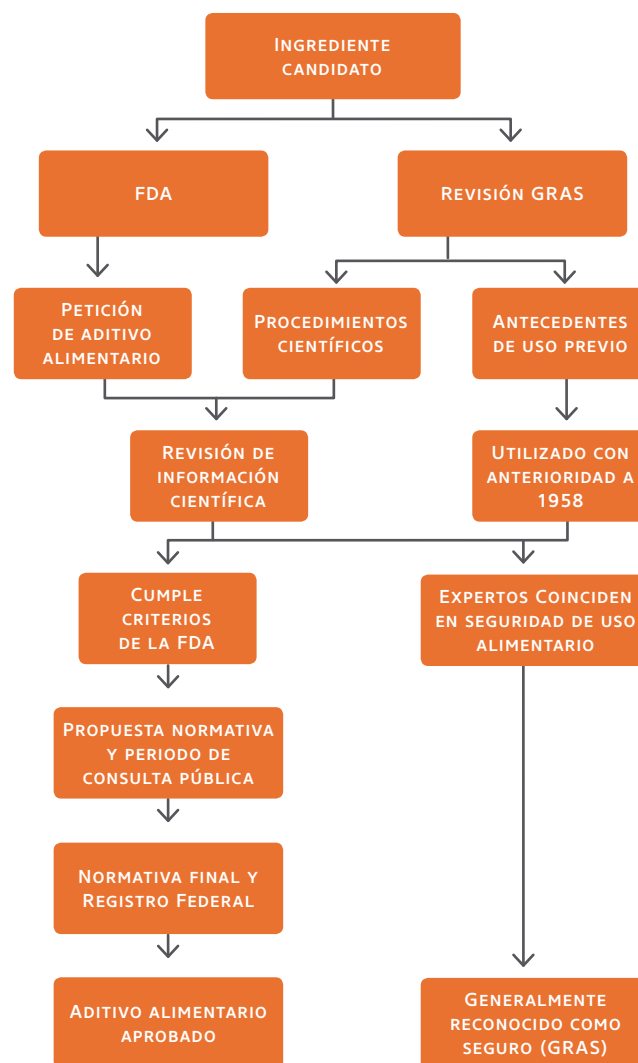 Ingrediente
candidato
FDA
Revisión GRAS
Petición
de aditivo
alimentario
Procedimientos
científicos
Antecedentes
de uso previo
Revisión de
información
científica
Utilizado con
anterioridad a
1958
Cumple
criterios
de la FDA
Expertos Coinciden
en seguridad de uso
alimentario
Propuesta normativa
y periodo de
consulta pública
Normativa final y
Registro Federal
Aditivo alimentario
aprobado
Generalmente
reconocido como
seguro (GRAS)